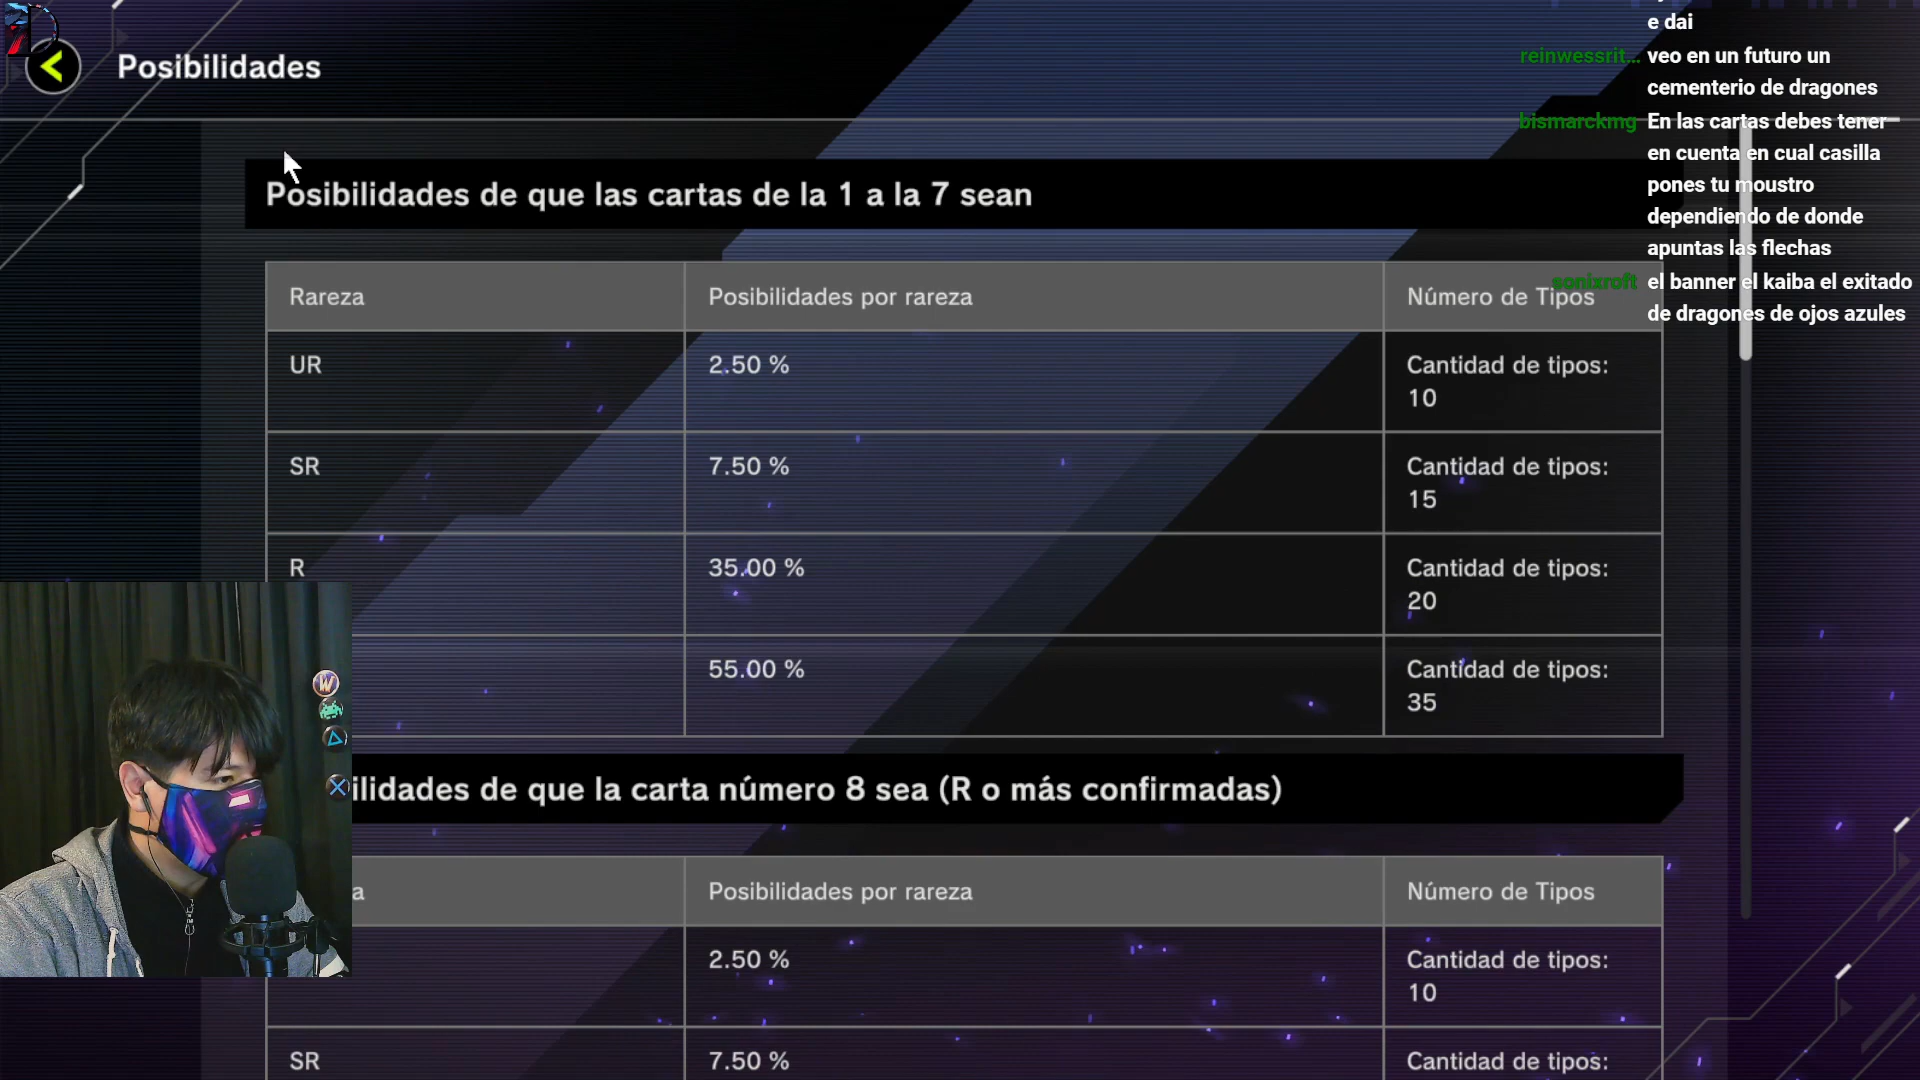 Posibilidades
Posibilidades de que las cartas de la 1 a la 7 sean
Rareza Posibilidades por rareza Número de Tipos
UR 2.50 % Cantidad de tipos:
10
SR 7.50 % Cantidad de tipos:
15
R 35.00 % Cantidad de tipos:
20
55.00 % Cantidad de tipos:
35
ilidades de que la carta número 8 sea (R o más confirmadas)
a Posibilidades por rareza Número de Tipos
2.50 % Cantidad de tipos:
10
SR 7.50 % Cantidad de tipos:
e dai
reinwessrit... veo en un futuro un
cementerio de dragones
bismarckmg En las cartas debes tener
en cuenta en cual casilla
pones tu moustro
dependiendo de donde
apuntas las flechas
sonixroft el banner el kaiba el exitado
de dragones de ojos azules